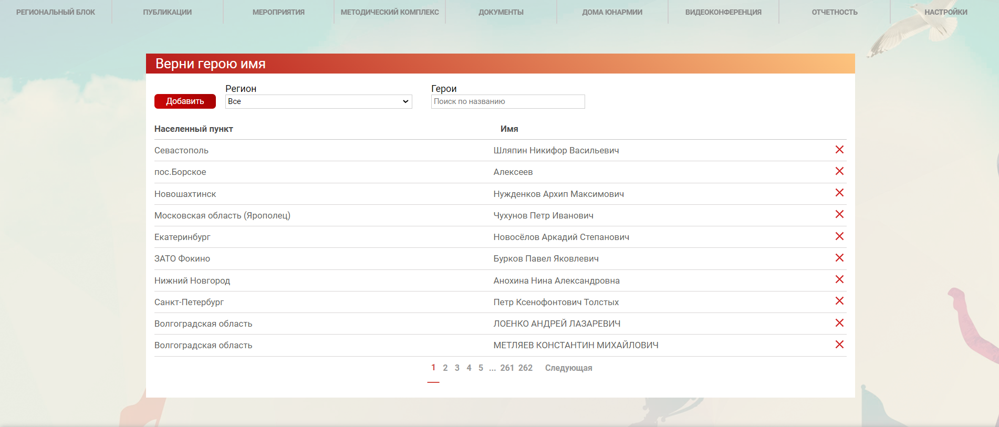 РЕГИОНАЛЬНЫЙ БЛОК ПУБЛИКАЦИИ МЕРОПРИЯТИЯ МЕТОДИЧЕСКИЙ КОМПЛЕКС ДОКУМЕНТЫ ДОМА ЮНАРМИИ ВИДЕОКОНФЕРЕНЦИЯ ОТЧЕТНОСТЬ НАСТРОЙКИ
Верни герою имя
Регион Герои
Добавить Все Поиск по названию
Населенный пункт Имя
Севастополь Шляпин Никифор Васильевич
пос.Борское Алексеев
Новошахтинск Нужденков Архип Максимович
Московская область (Ярополец) Чухунов Петр Иванович
Екатеринбург Новосёлов Аркадий Степанович
ЗАТО Фокино Бурков Павел Яковлевич
Нижний Новгород Анохина Нина Александровна
Санкт-Петербург Петр Ксенофонтович Толстых
Волгоградская область ЛОЕНКО АНДРЕЙ ЛАЗАРЕВИЧ
Волгоградская область МЕТЛЯЕВ КОНСТАНТИН МИХАЙЛОВИЧ
1 2 3 4 5 ... 261 262 Следующая